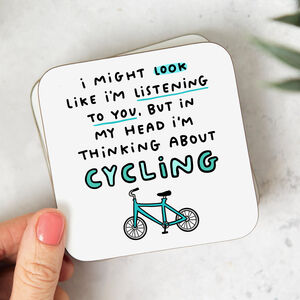 i MIGHT LOOK
LIKE i'M LISTENING
TO YOU, BUT IN
MY HEAD i'M
THINKING ABOUT
CYCLING